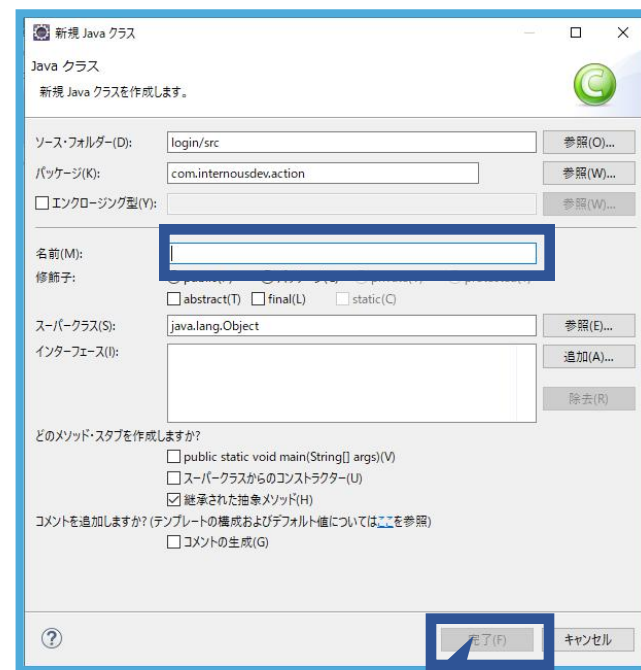 新規 Java クラス
Java クラス
新規 Java クラスを作成します。
ソース・フォルダー(D): login/src 参照(O)...
パッケージ(K): com.internousdev.action 参照(W)...
エンクロージング型(Y): 参照(W)...
名前(M):
修飾子:
abstract(T) final(L) static(C)
スーパークラス(S): java.lang.Object 参照(E)...
インターフェース(I): 追加(A)...
除去(R)
どのメソッド・スタブを作成しますか?
public static void main(String[] args)(V)
スーパークラスからのコンストラクター(U)
継承された抽象メソッド(H)
コメントを追加しますか? (テンプレートの構成およびデフォルト値についてはここを参照)
コメントの生成(G)
完了(F) キャンセル